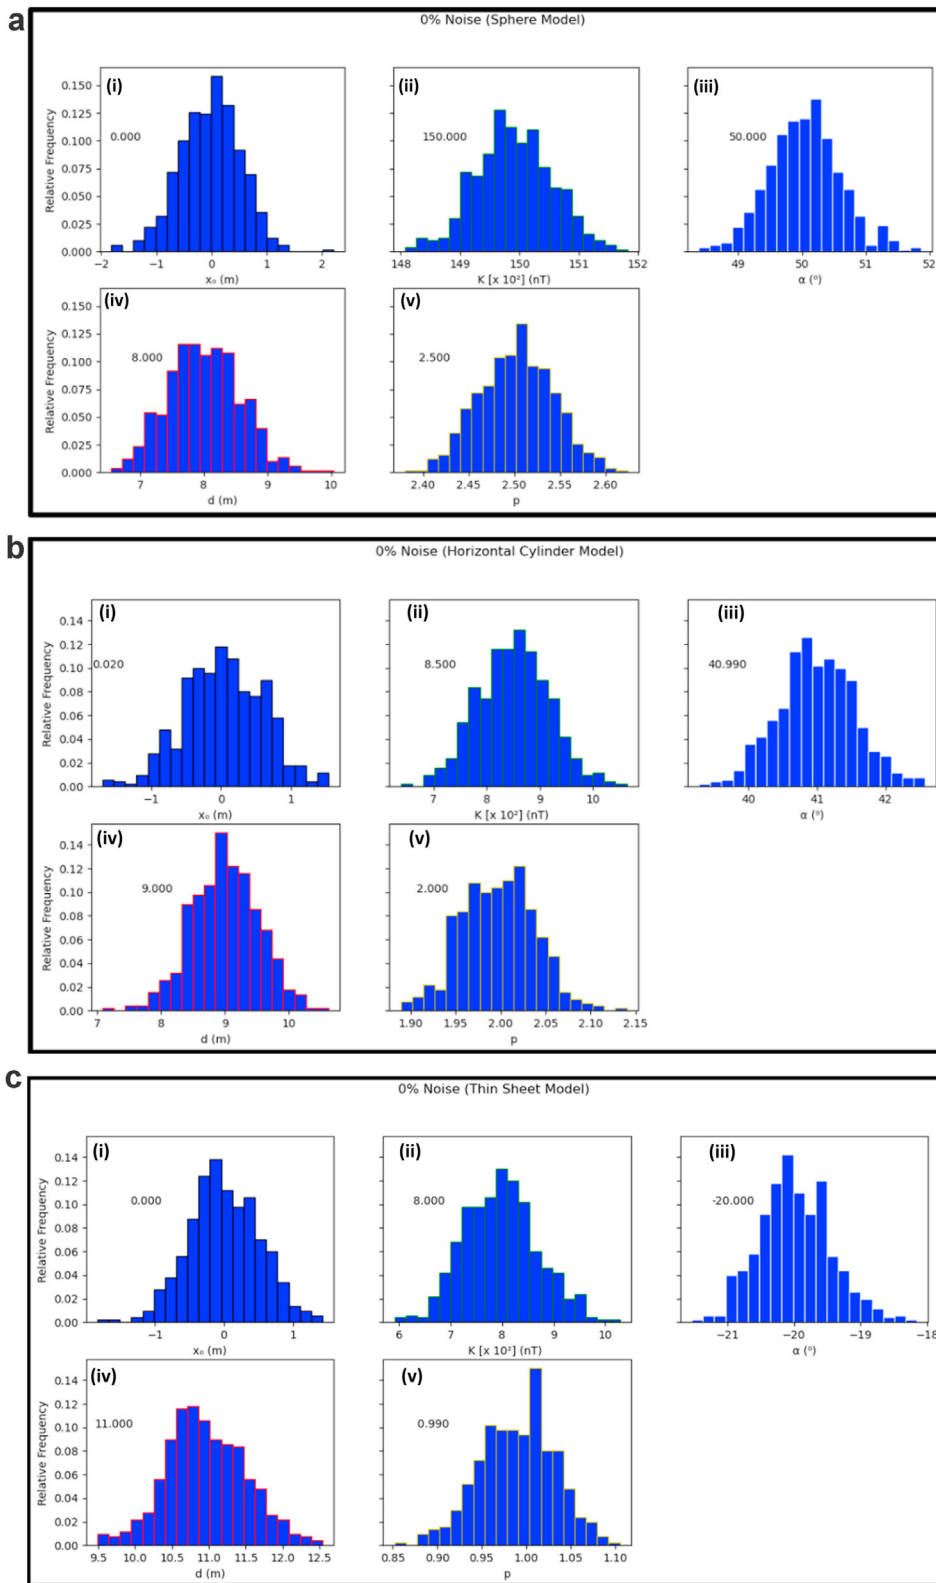 a
0% Noise (Sphere Model)
(i)
(ii)
(iii)
Relative Frequency
0.150
0.125
0.100
0.075
0.050
0.025
0.000
0.000
150.000
50.000
−2 −1 0 1 2
148 149 150 151 152
49 50 51 52
x₀ (m)
K [x 10²] (nT)
α (°)
(iv)
(v)
Relative Frequency
0.150
0.125
0.100
0.075
0.050
0.025
0.000
8.000
2.500
7 8 9 10
2.40 2.45 2.50 2.55 2.60
d (m)
p
b
0% Noise (Horizontal Cylinder Model)
(i)
(ii)
(iii)
Relative Frequency
0.14
0.12
0.10
0.08
0.06
0.04
0.02
0.00
0.020
8.500
40.990
−1 0 1
7 8 9 10
40 41 42
x₀ (m)
K [x 10²] (nT)
α (°)
(iv)
(v)
Relative Frequency
0.14
0.12
0.10
0.08
0.06
0.04
0.02
0.00
9.000
2.000
7 8 9 10
1.90 1.95 2.00 2.05 2.10 2.15
d (m)
p
c
0% Noise (Thin Sheet Model)
(i)
(ii)
(iii)
Relative Frequency
0.14
0.12
0.10
0.08
0.06
0.04
0.02
0.00
0.000
8.000
-20.000
−1 0 1
6 7 8 9 10
−21 −20 −19 −18
x₀ (m)
K [x 10²] (nT)
α (°)
(iv)
(v)
Relative Frequency
0.14
0.12
0.10
0.08
0.06
0.04
0.02
0.00
11.000
0.990
9.5 10.0 10.5 11.0 11.5 12.0 12.5
0.85 0.90 0.95 1.00 1.05 1.10
d (m)
p